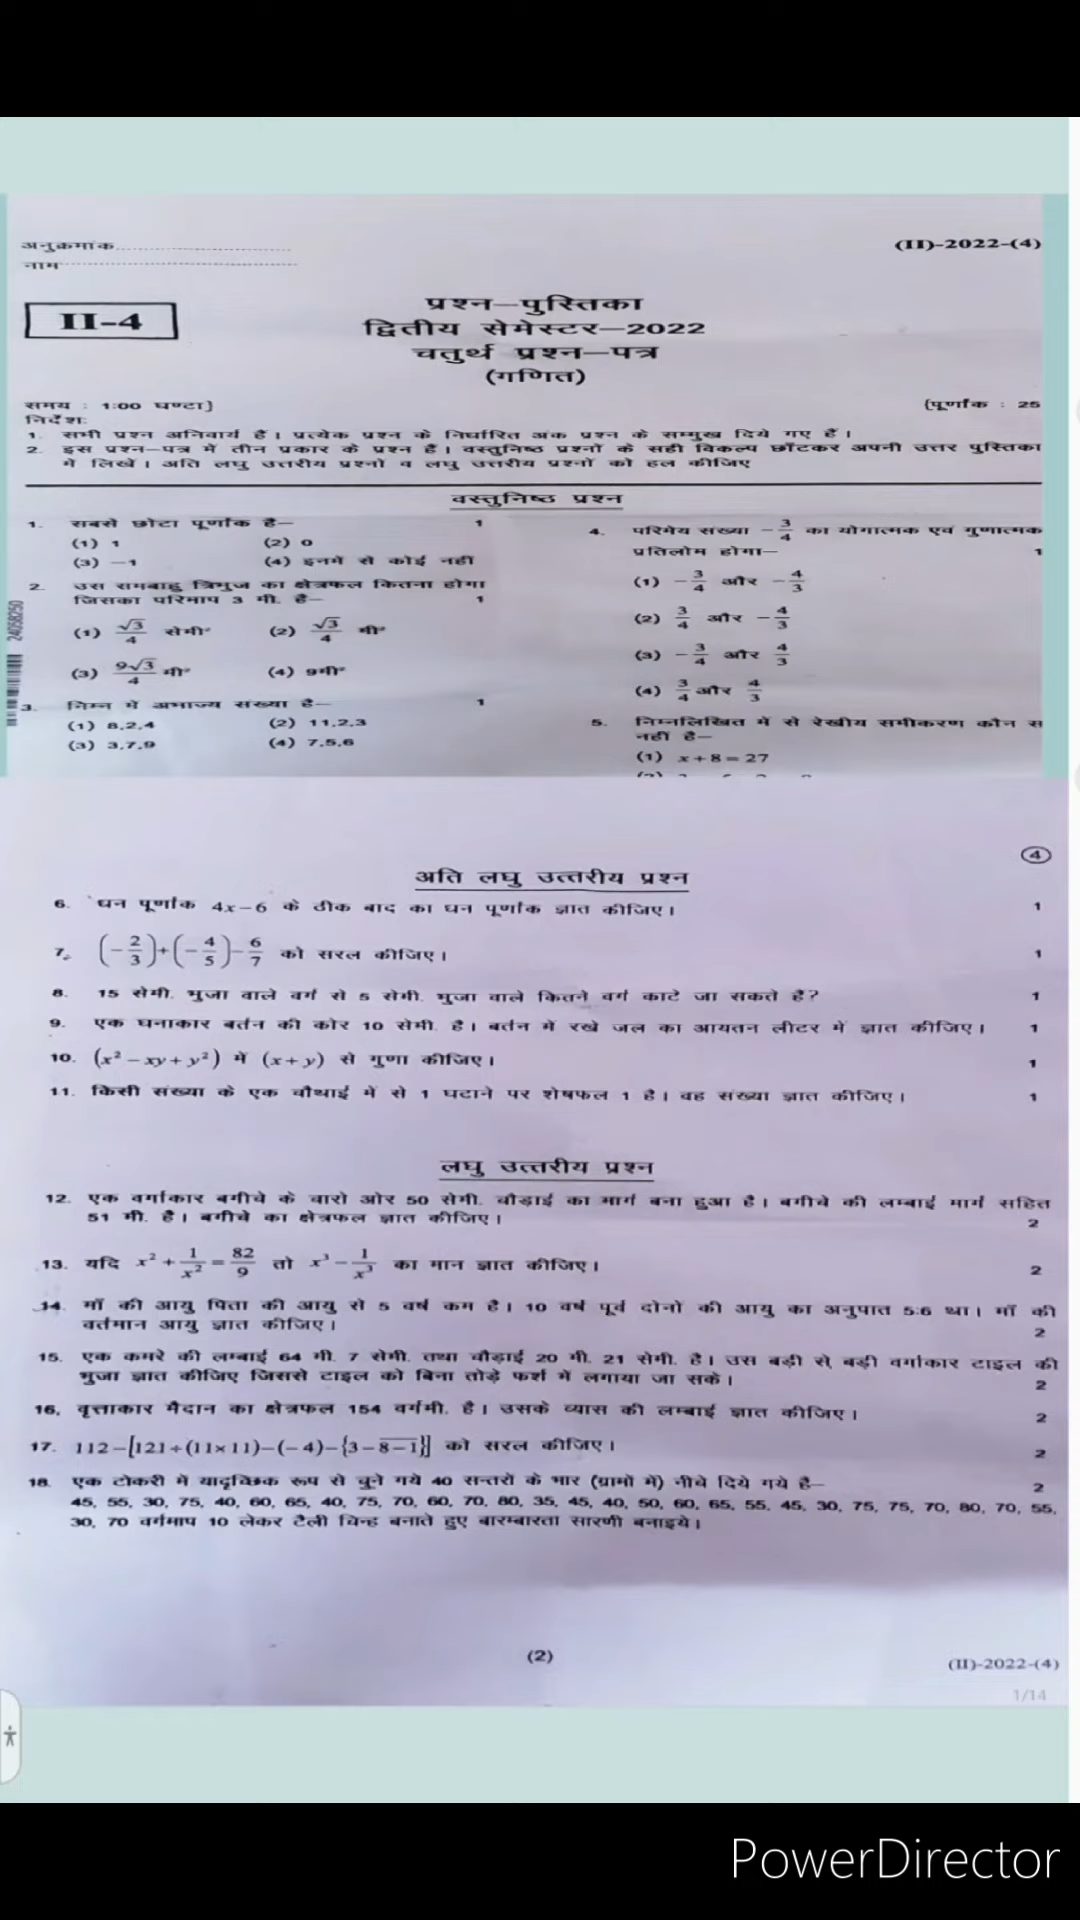 अनुक्रमांक........................
(II)-2022-(4)
नाम........................
II-4
प्रश्न–पुस्तिका
द्वितीय सेमेस्टर–2022
चतुर्थ प्रश्न–पत्र
(गणित)
समय : 1:00 घण्टा]
[पूर्णांक : 25
निर्देशः
1. सभी प्रश्न अनिवार्य हैं। प्रत्येक प्रश्न के निर्धारित अंक प्रश्न के सम्मुख दिये गए हैं।
2. इस प्रश्न–पत्र में तीन प्रकार के प्रश्न हैं। वस्तुनिष्ठ प्रश्नों के सही विकल्प छाँटकर अपनी उत्तर पुस्तिका
में लिखें। अति लघु उत्तरीय प्रश्नों व लघु उत्तरीय प्रश्नों को हल कीजिए
वस्तुनिष्ठ प्रश्न
1. सबसे छोटा पूर्णांक है– 1
(1) 1 (2) 0
(3) –1 (4) इनमें से कोई नहीं
2. उस समबाहु त्रिभुज का क्षेत्रफल कितना होगा
जिसका परिमाप 3 मी. है– 1
(1) √3/4 सेमी² (2) √3/4 मी²
(3) 9√3/4 मी² (4) 9मी²
3. निम्न में अभाज्य संख्या है– 1
(1) 8,2,4 (2) 11,2,3
(3) 3,7,9 (4) 7,5,6
24058250
4. परिमेय संख्या –3/4 का योगात्मक एवं गुणात्मक
प्रतिलोम होगा– 1
(1) –3/4 और –4/3
(2) 3/4 और –4/3
(3) –3/4 और 4/3
(4) 3/4 और 4/3
5. निम्नलिखित में से रेखीय समीकरण कौन स
नहीं है–
(1) x+8=27
4
अति लघु उत्तरीय प्रश्न
6. धन पूर्णांक 4x–6 के ठीक बाद का धन पूर्णांक ज्ञात कीजिए। 1
7. (–2/3)+(–4/5)–6/7 को सरल कीजिए। 1
8. 15 सेमी. भुजा वाले वर्ग से 5 सेमी. भुजा वाले कितने वर्ग काटे जा सकते है? 1
9. एक घनाकार बर्तन की कोर 10 सेमी. है। बर्तन में रखे जल का आयतन लीटर में ज्ञात कीजिए। 1
10. (x²–xy+y²) में (x+y) से गुणा कीजिए। 1
11. किसी संख्या के एक चौथाई में से 1 घटाने पर शेषफल 1 है। वह संख्या ज्ञात कीजिए। 1
लघु उत्तरीय प्रश्न
12. एक वर्गाकार बगीचे के चारो ओर 50 सेमी. चौड़ाई का मार्ग बना हुआ है। बगीचे की लम्बाई मार्ग सहित
51 मी. है। बगीचे का क्षेत्रफल ज्ञात कीजिए। 2
13. यदि x²+1/x²=82/9 तो x³–1/x³ का मान ज्ञात कीजिए। 2
14. माँ की आयु पिता की आयु से 5 वर्ष कम है। 10 वर्ष पूर्व दोनों की आयु का अनुपात 5:6 था। माँ की
वर्तमान आयु ज्ञात कीजिए। 2
15. एक कमरे की लम्बाई 64 मी. 7 सेमी. तथा चौड़ाई 20 मी. 21 सेमी. है। उस बड़ी से बड़ी वर्गाकार टाइल की
भुजा ज्ञात कीजिए जिससे टाइल को बिना तोड़े फर्श में लगाया जा सके। 2
16. वृत्ताकार मैदान का क्षेत्रफल 154 वर्गमी. है। उसके व्यास की लम्बाई ज्ञात कीजिए। 2
17. 112–[121÷(11×11)–(–4)–{3–8̅–̅1̅}] को सरल कीजिए। 2
18. एक टोकरी में यादृच्छिक रूप से चुने गये 40 सन्तरों के भार (ग्रामों में) नीचे दिये गये है– 2
45, 55, 30, 75, 40, 60, 65, 40, 75, 70, 60, 70, 80, 35, 45, 40, 50, 60, 65, 55, 45, 30, 75, 75, 70, 80, 70, 55,
30, 70 वर्गमाप 10 लेकर टैली चिन्ह बनाते हुए बारम्बारता सारणी बनाइये।
(2)
(II)-2022-(4)
1/14
PowerDirector